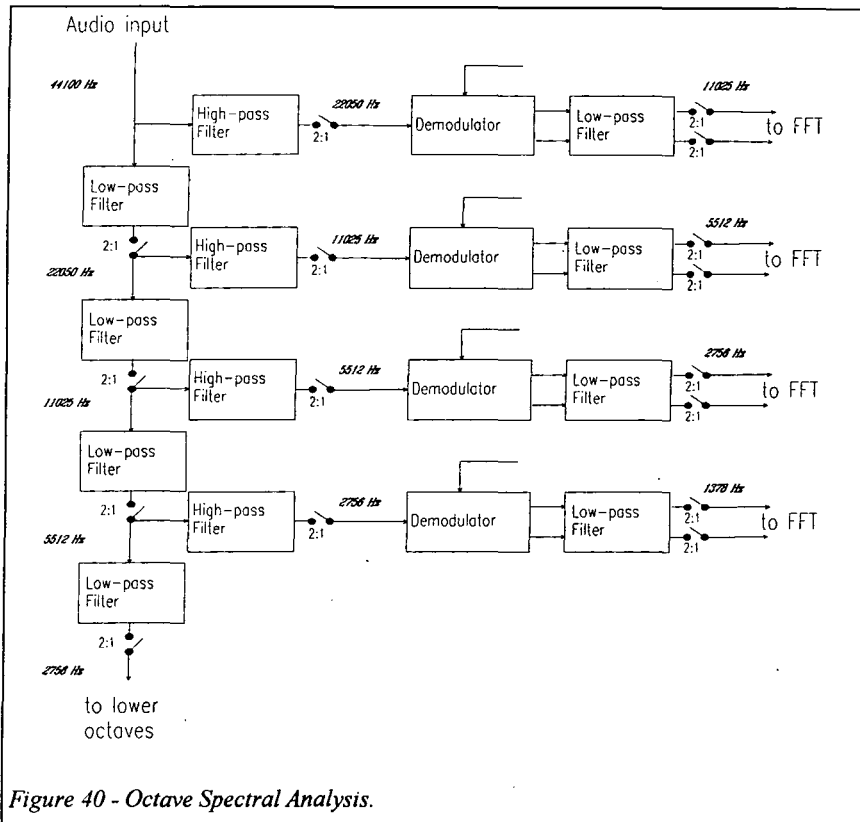 Audio input
44100 Hz
High-pass
Filter
2:1
22050 Hz
Demodulator
Low-pass
Filter
11025 Hz
2:1
2:1
to FFT
Low-pass
Filter
2:1
22050 Hz
High-pass
Filter
2:1
11025 Hz
Demodulator
Low-pass
Filter
5512 Hz
2:1
2:1
to FFT
Low-pass
Filter
2:1
11025 Hz
High-pass
Filter
2:1
5512 Hz
Demodulator
Low-pass
Filter
2756 Hz
2:1
2:1
to FFT
Low-pass
Filter
2:1
5512 Hz
High-pass
Filter
2:1
2756 Hz
Demodulator
Low-pass
Filter
1378 Hz
2:1
2:1
to FFT
Low-pass
Filter
2:1
2756 Hz
to lower
octaves
Figure 40 - Octave Spectral Analysis.